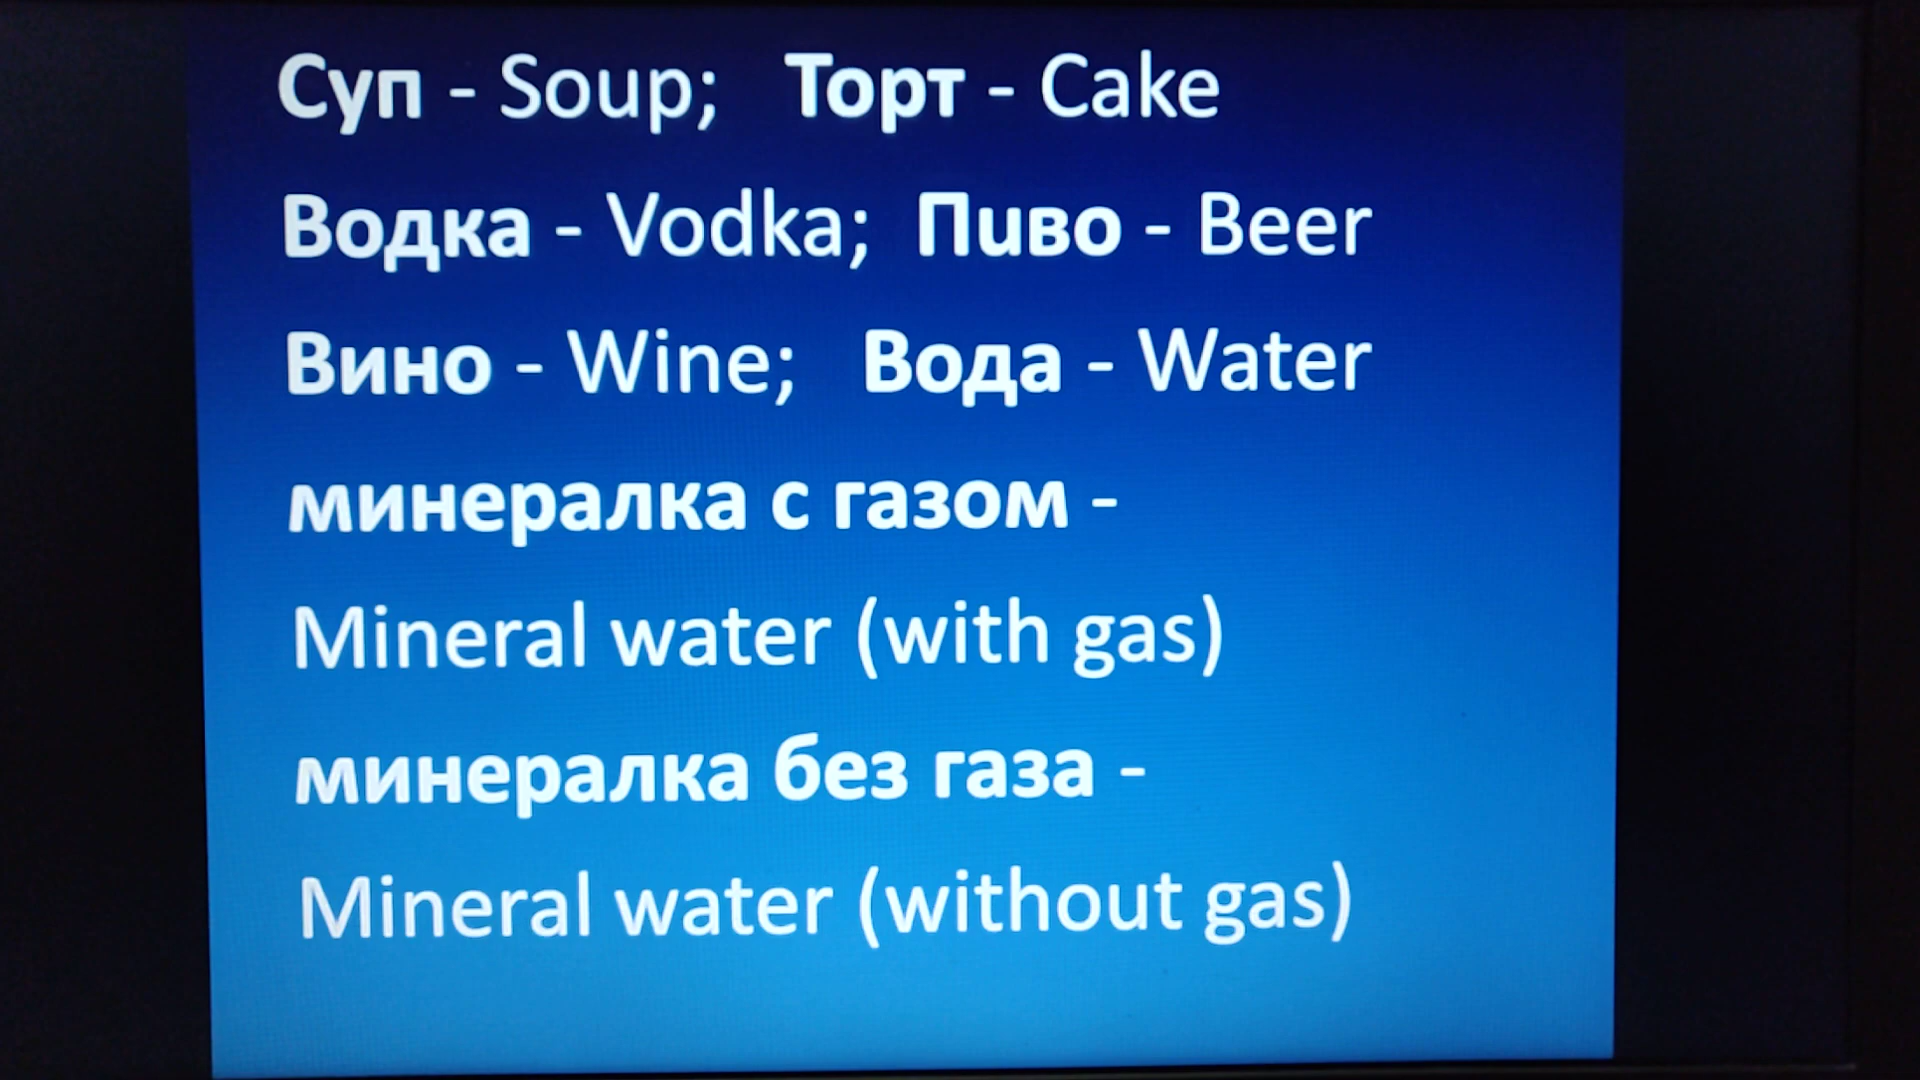 Суп - Soup; Торт - Cake
Водка - Vodka; Пиво - Beer
Вино - Wine; Вода - Water
минералка с газом -
Mineral water (with gas)
минералка без газа -
Mineral water (without gas)